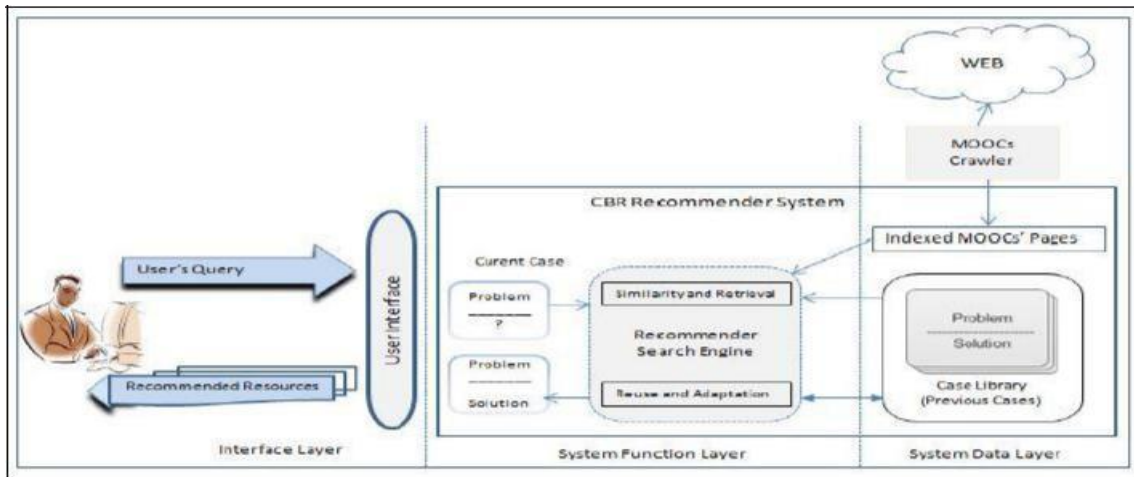 WEB
MOOCs
Crawler
CBR Recommender System
Indexed MOOCs' Pages
User's Query
User Interface
Curent Case
Problem
?
Similarity and Retrieval
Recommender
Search Engine
Reuse and Adaptation
Problem
Solution
Problem
Solution
Case Library
(Previous Cases)
Recommended Resources
Interface Layer
System Function Layer
System Data Layer